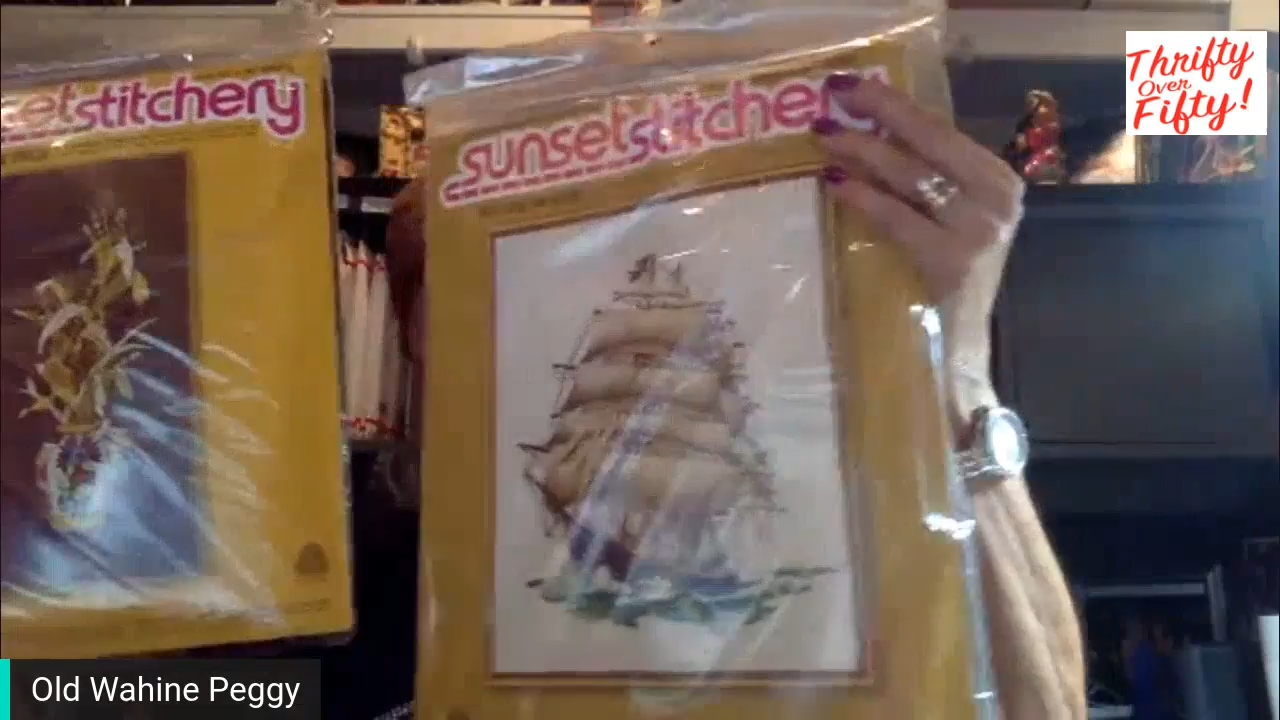 setstitchery
sunsetstitchery
Thrifty
Over
Fifty!
Old Wahine Peggy